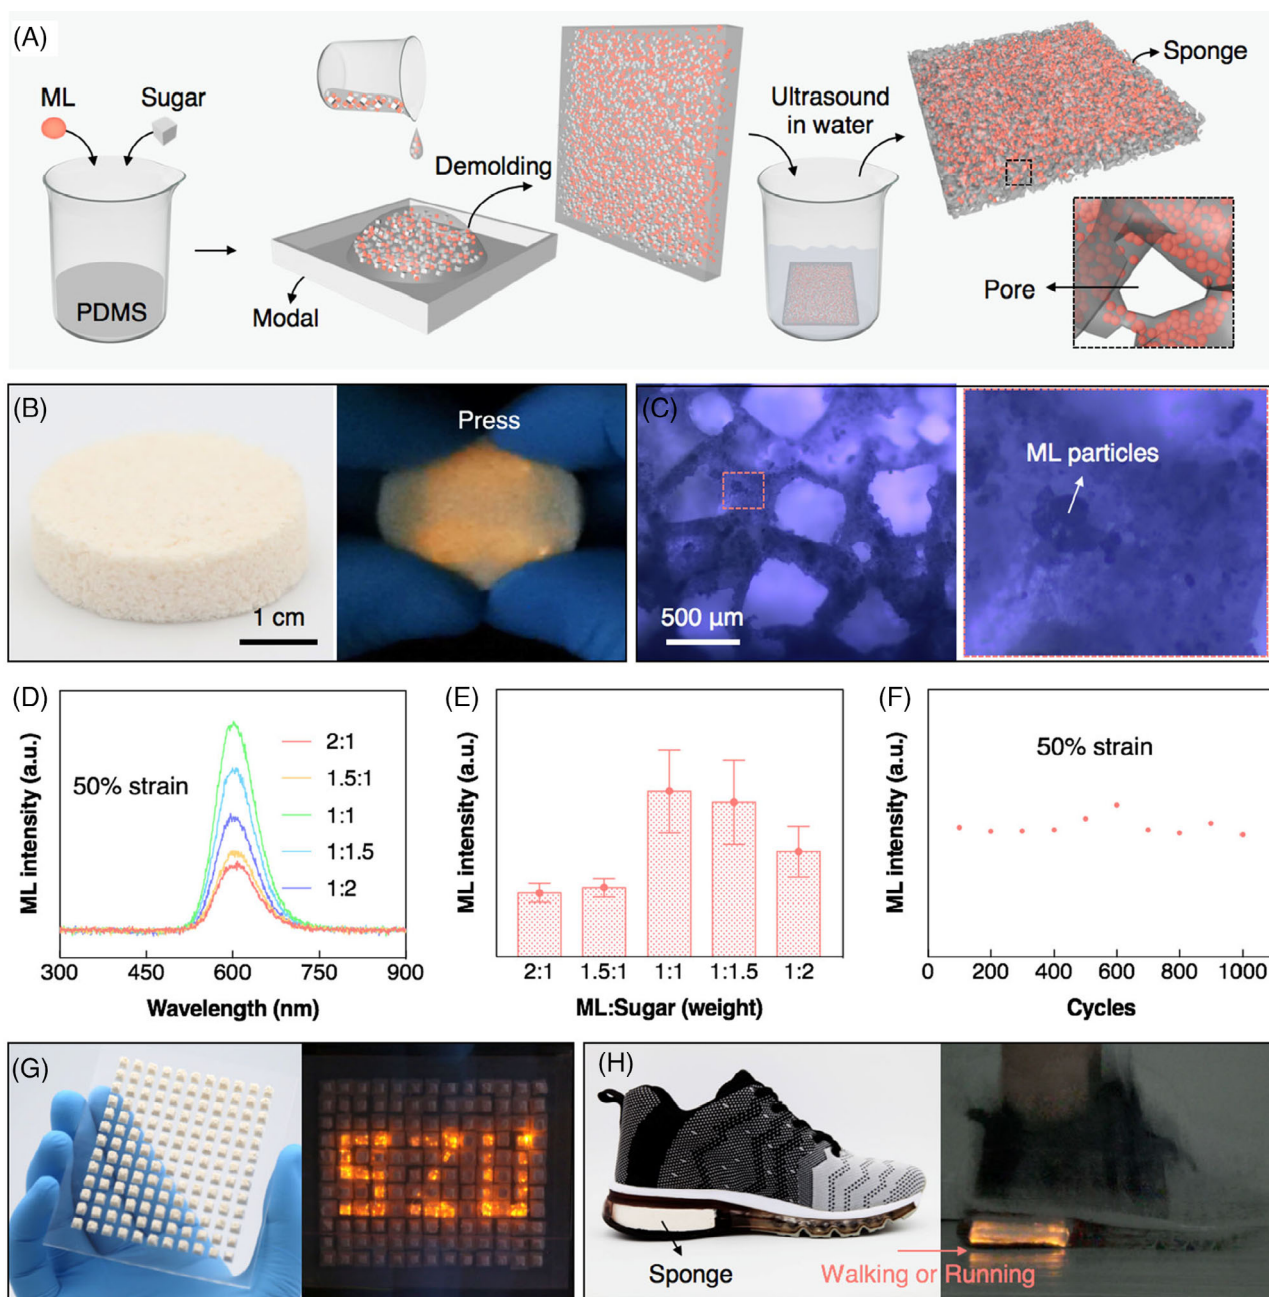 (A)
ML
Sugar
PDMS
Demolding
Modal
Ultrasound
in water
Sponge
Pore
(B)
1 cm
Press
(C)
500 µm
ML particles
(D)
ML intensity (a.u.)
50% strain
2:1
1.5:1
1:1
1:1.5
1:2
300 450 600 750 900
Wavelength (nm)
(E)
ML intensity (a.u.)
2:1 1.5:1 1:1 1:1.5 1:2
ML:Sugar (weight)
(F)
ML intensity (a.u.)
50% strain
0 200 400 600 800 1000
Cycles
(G)
(H)
Sponge
Walking or Running